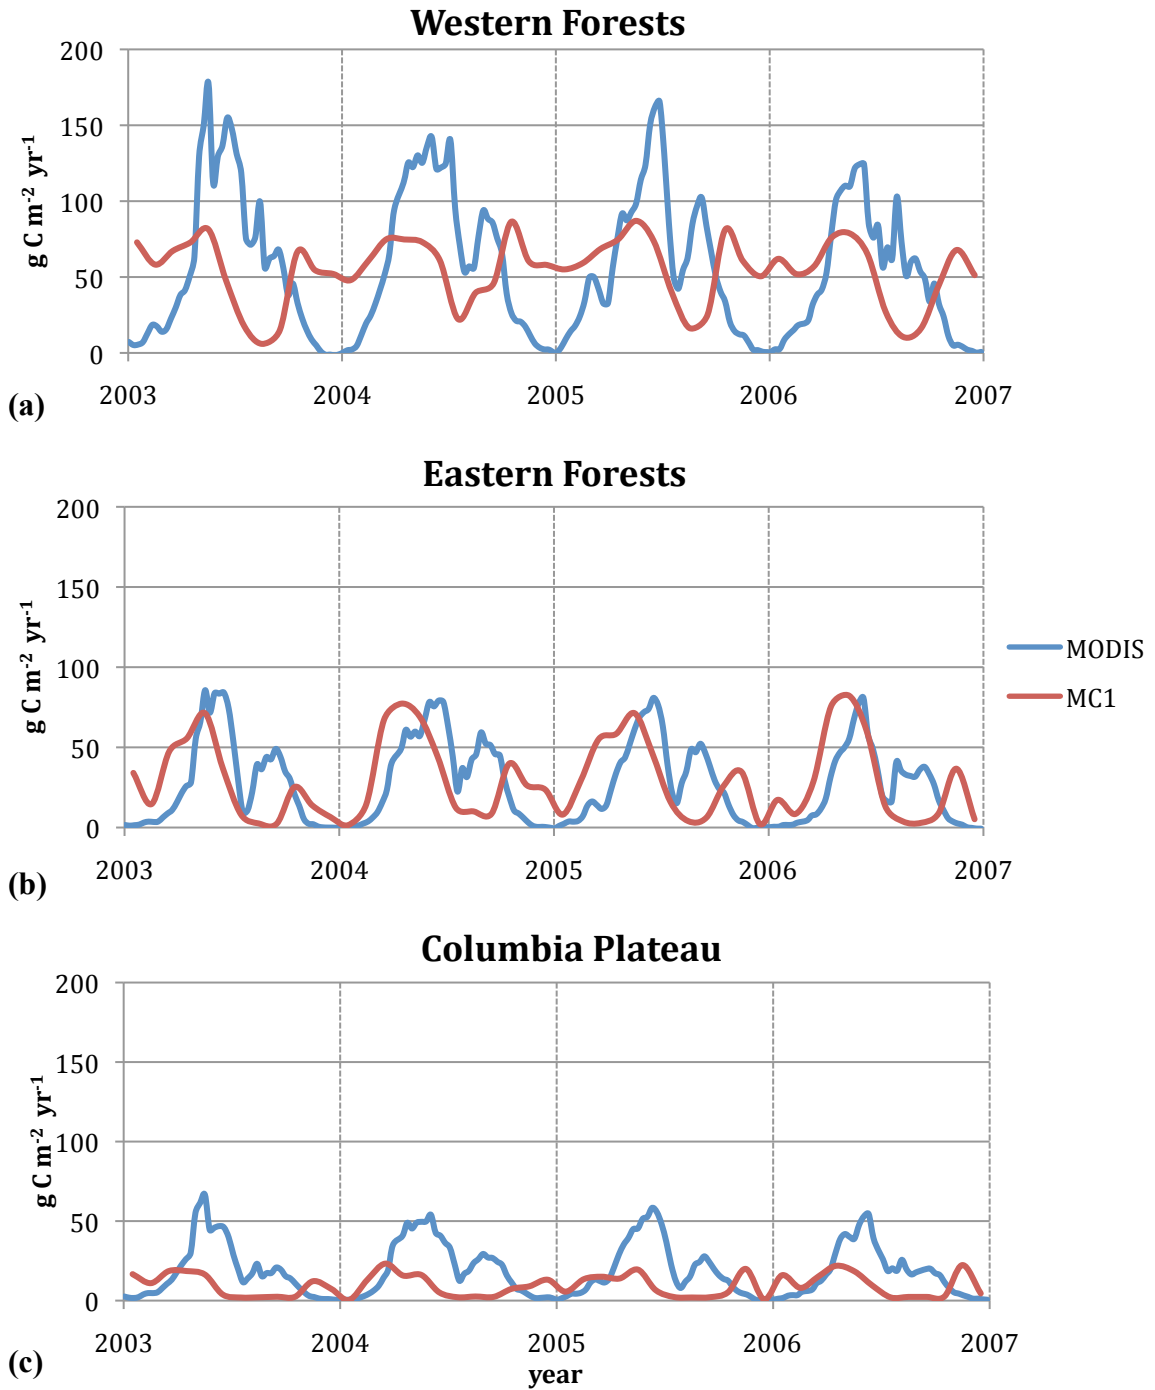 Western Forests
200
150
100
50
0
g C m⁻² yr⁻¹
2003 2004 2005 2006 2007
(a)
Eastern Forests
200
150
100
50
0
g C m⁻² yr⁻¹
2003 2004 2005 2006 2007
(b)
MODIS
MC1
Columbia Plateau
200
150
100
50
0
g C m⁻² yr⁻¹
2003 2004 2005 2006 2007
(c)
year